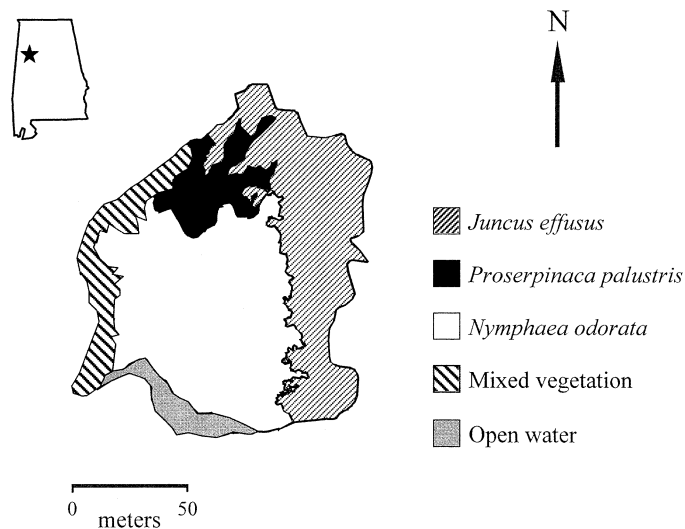 N
Juncus effusus
Proserpinaca palustris
Nymphaea odorata
Mixed vegetation
Open water
0 50
meters